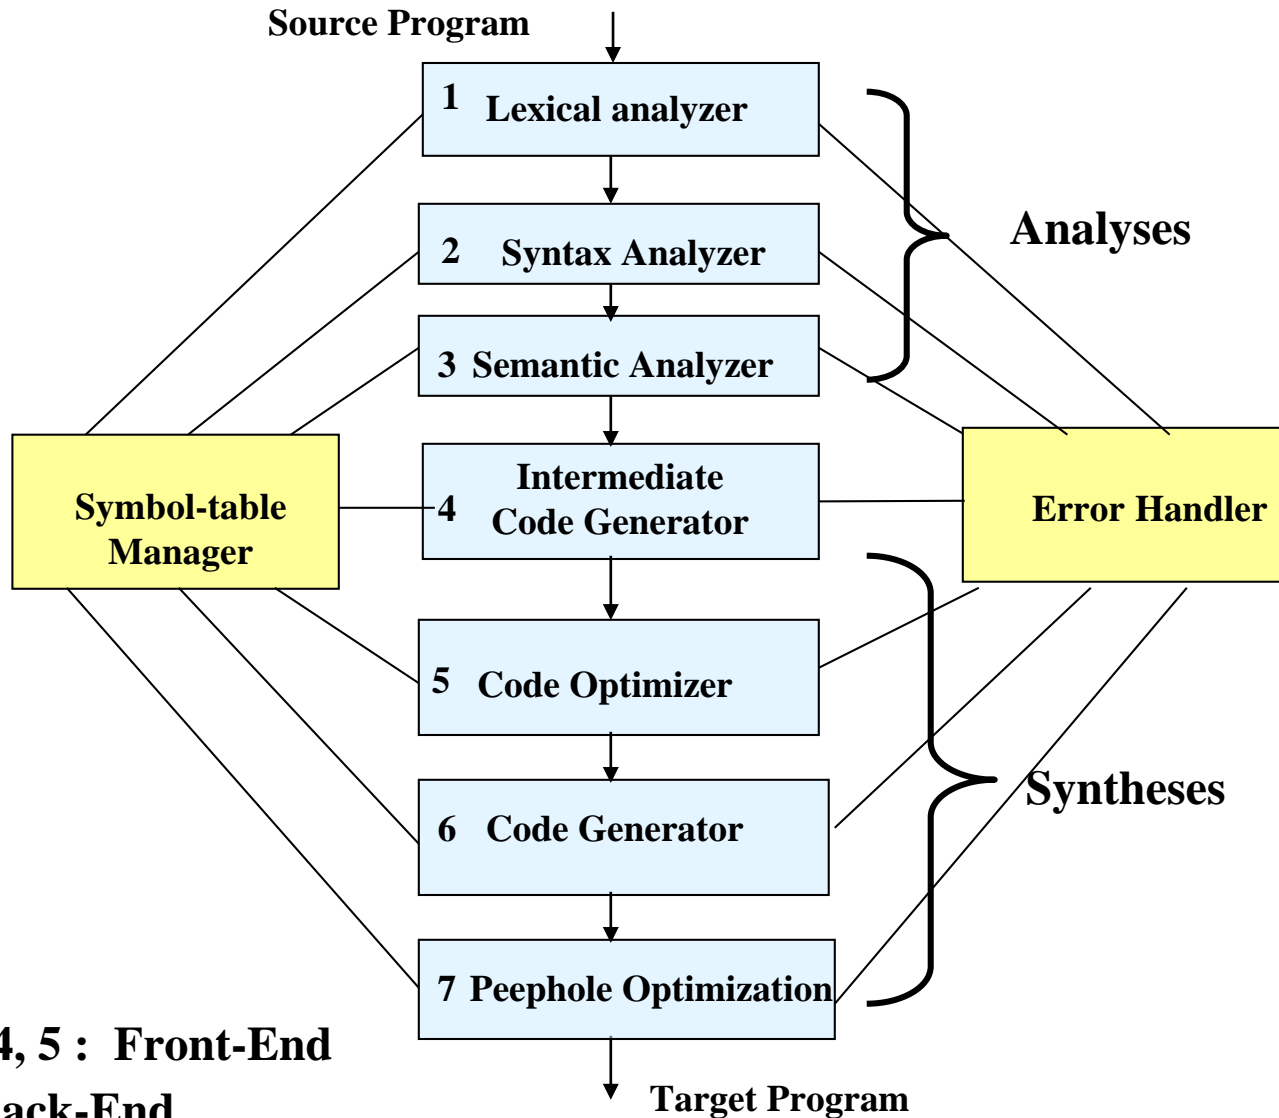 Source Program
1 Lexical analyzer
Analyses
2 Syntax Analyzer
3 Semantic Analyzer
Symbol-table
Manager
4 Intermediate
Code Generator
Error Handler
5 Code Optimizer
Syntheses
6 Code Generator
7 Peephole Optimization
4, 5 : Front-End
Target Program